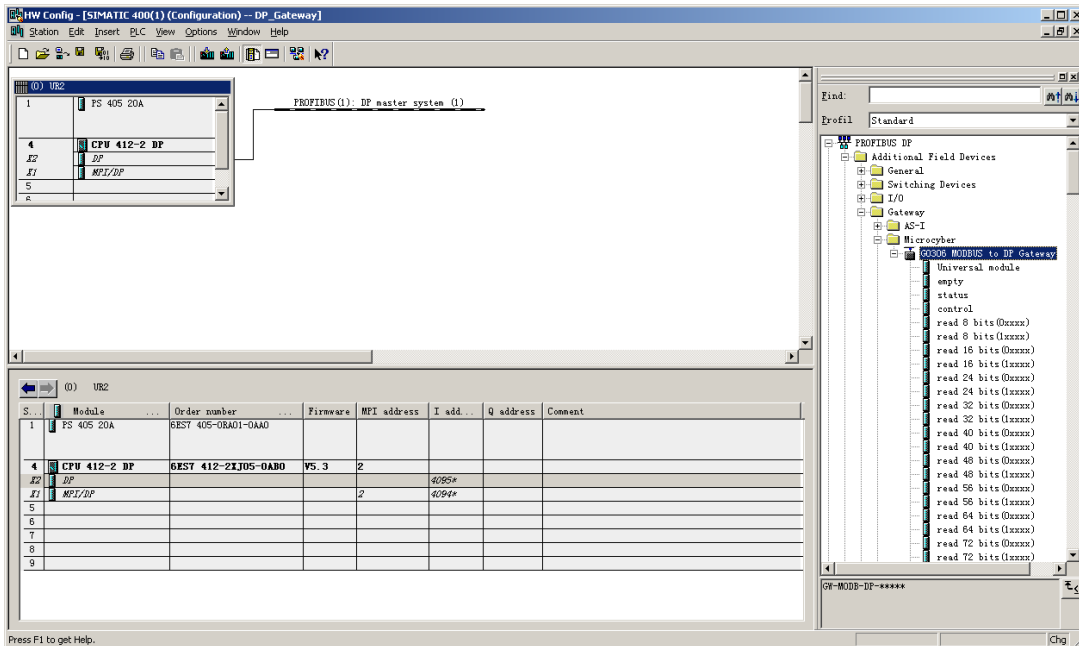 HW Config - [SIMATIC 400(1) (Configuration) -- DP_Gateway]
Station Edit Insert PLC View Options Window Help
(0) UR2
1 PS 405 20A
4 CPU 412-2 DP
X2 DP
X1 MPI/DP
5
6
PROFIBUS(1): DP master system (1)
(0) UR2
S... Module ... Order number ... Firmware MPI address I add... Q address Comment
1 PS 405 20A 6ES7 405-0RA01-0AA0
4 CPU 412-2 DP 6ES7 412-2XJ05-0AB0 V5.3 2
X2 DP 4095*
X1 MPI/DP 2 4094*
5
6
7
8
9
Find:
Profil Standard
PROFIBUS DP
Additional Field Devices
General
Switching Devices
I/O
Gateway
AS-I
Microcyber
G0306 MODBUS to DP Gateway
Universal module
empty
status
control
read 8 bits(0xxxx)
read 8 bits(1xxxx)
read 16 bits(0xxxx)
read 16 bits(1xxxx)
read 24 bits(0xxxx)
read 24 bits(1xxxx)
read 32 bits(0xxxx)
read 32 bits(1xxxx)
read 40 bits(0xxxx)
read 40 bits(1xxxx)
read 48 bits(0xxxx)
read 48 bits(1xxxx)
read 56 bits(0xxxx)
read 56 bits(1xxxx)
read 64 bits(0xxxx)
read 64 bits(1xxxx)
read 72 bits(0xxxx)
read 72 bits(1xxxx)
GW-MODB-DP-*****
Press F1 to get Help.
Chg